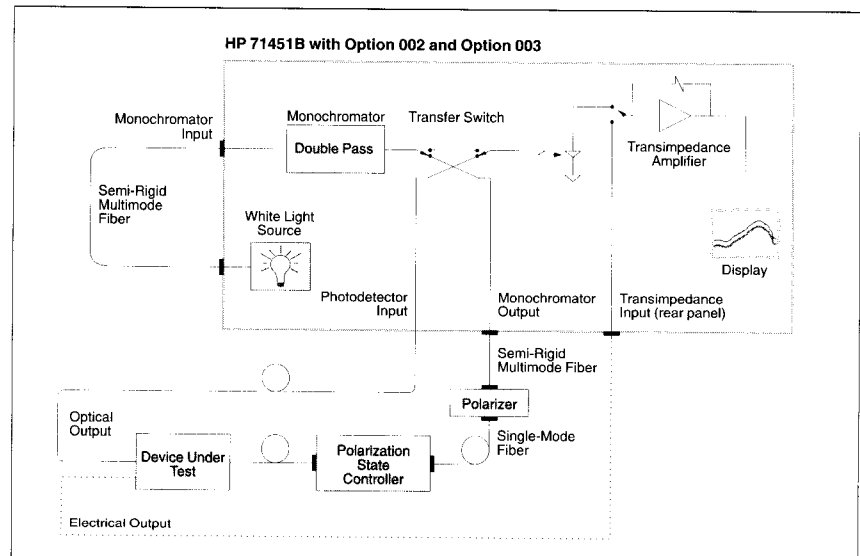 HP 71451B with Option 002 and Option 003
Monochromator
Input
Monochromator
Double Pass
Transfer Switch
Transimpedance
Amplifier
Semi-Rigid
Multimode
Fiber
White Light
Source
Display
Photodetector
Input
Monochromator
Output
Transimpedance
Input (rear panel)
Semi-Rigid
Multimode Fiber
Polarizer
Optical
Output
Single-Mode
Fiber
Device Under
Test
Polarization
State
Controller
Electrical Output